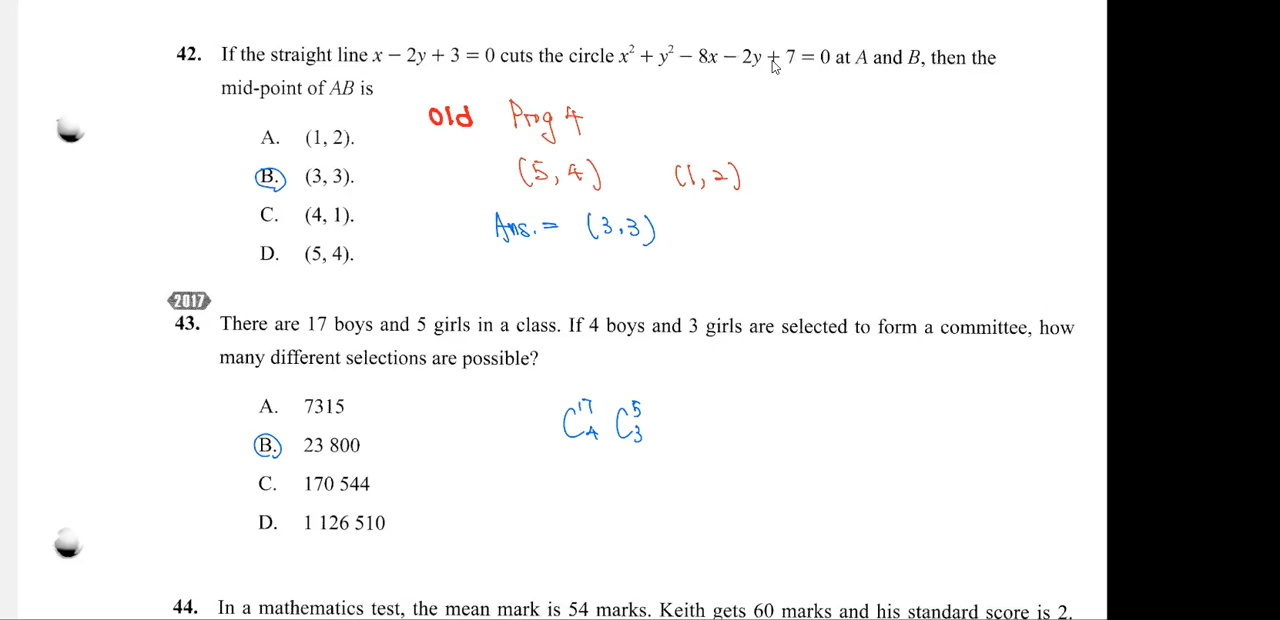 42. If the straight line x − 2y + 3 = 0 cuts the circle x² + y² − 8x − 2y + 7 = 0 at A and B, then the
mid-point of AB is
old Prog 4
A. (1, 2).
(5, 4) (1, 2)
B. (3, 3).
C. (4, 1).
Ans. = (3, 3)
D. (5, 4).
2017
43. There are 17 boys and 5 girls in a class. If 4 boys and 3 girls are selected to form a committee, how
many different selections are possible?
A. 7315
C¹⁷₄ C⁵₃
B. 23 800
C. 170 544
D. 1 126 510
44. In a mathematics test, the mean mark is 54 marks. Keith gets 60 marks and his standard score is 2.